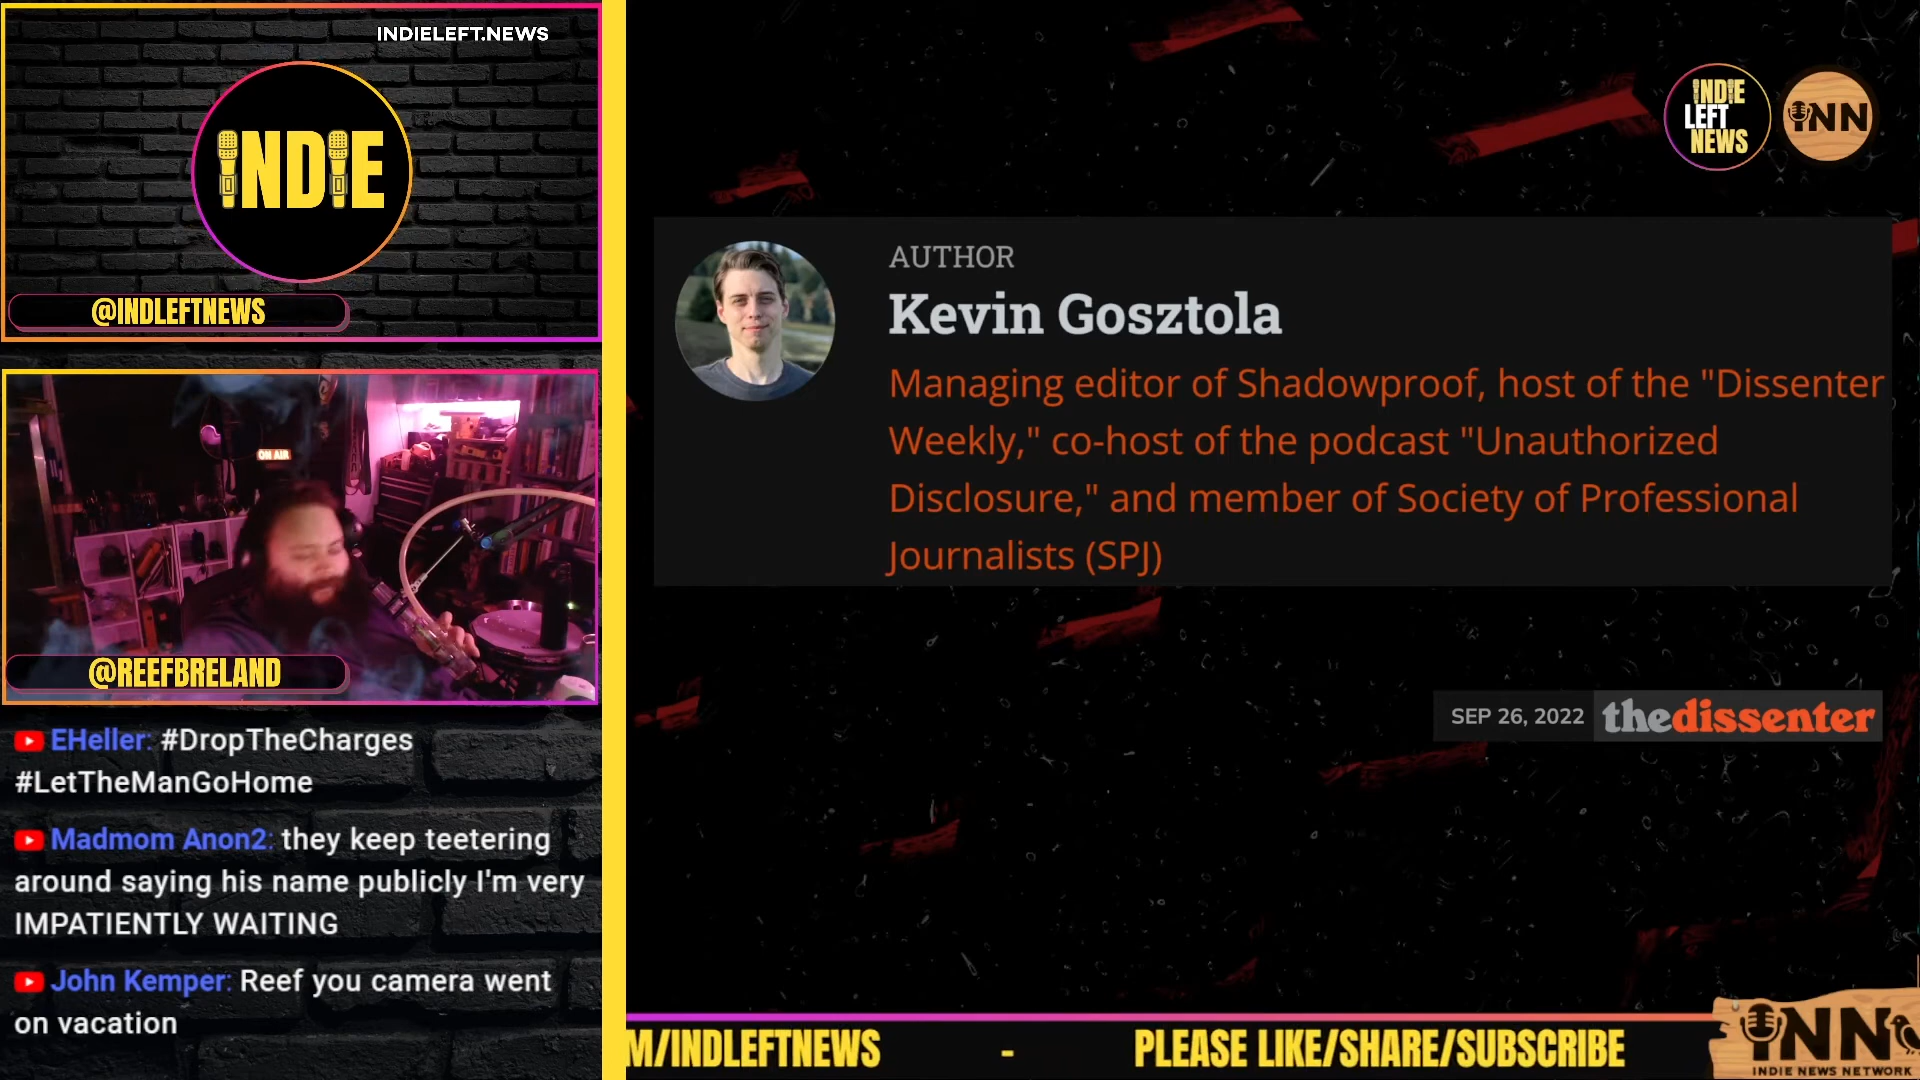 INDIELEFT.NEWS
INDIE
@INDLEFTNEWS
ON AIR
@REEFBRELAND
EHeller: #DropTheCharges
#LetTheManGoHome
Madmom Anon2: they keep teetering
around saying his name publicly I'm very
IMPATIENTLY WAITING
John Kemper: Reef you camera went
on vacation
INDIE
LEFT
NEWS
INN
AUTHOR
Kevin Gosztola
Managing editor of Shadowproof, host of the "Dissenter
Weekly," co-host of the podcast "Unauthorized
Disclosure," and member of Society of Professional
Journalists (SPJ)
SEP 26, 2022
thedissenter
M/INDLEFTNEWS - PLEASE LIKE/SHARE/SUBSCRIBE
INN
INDIE NEWS NETWORK